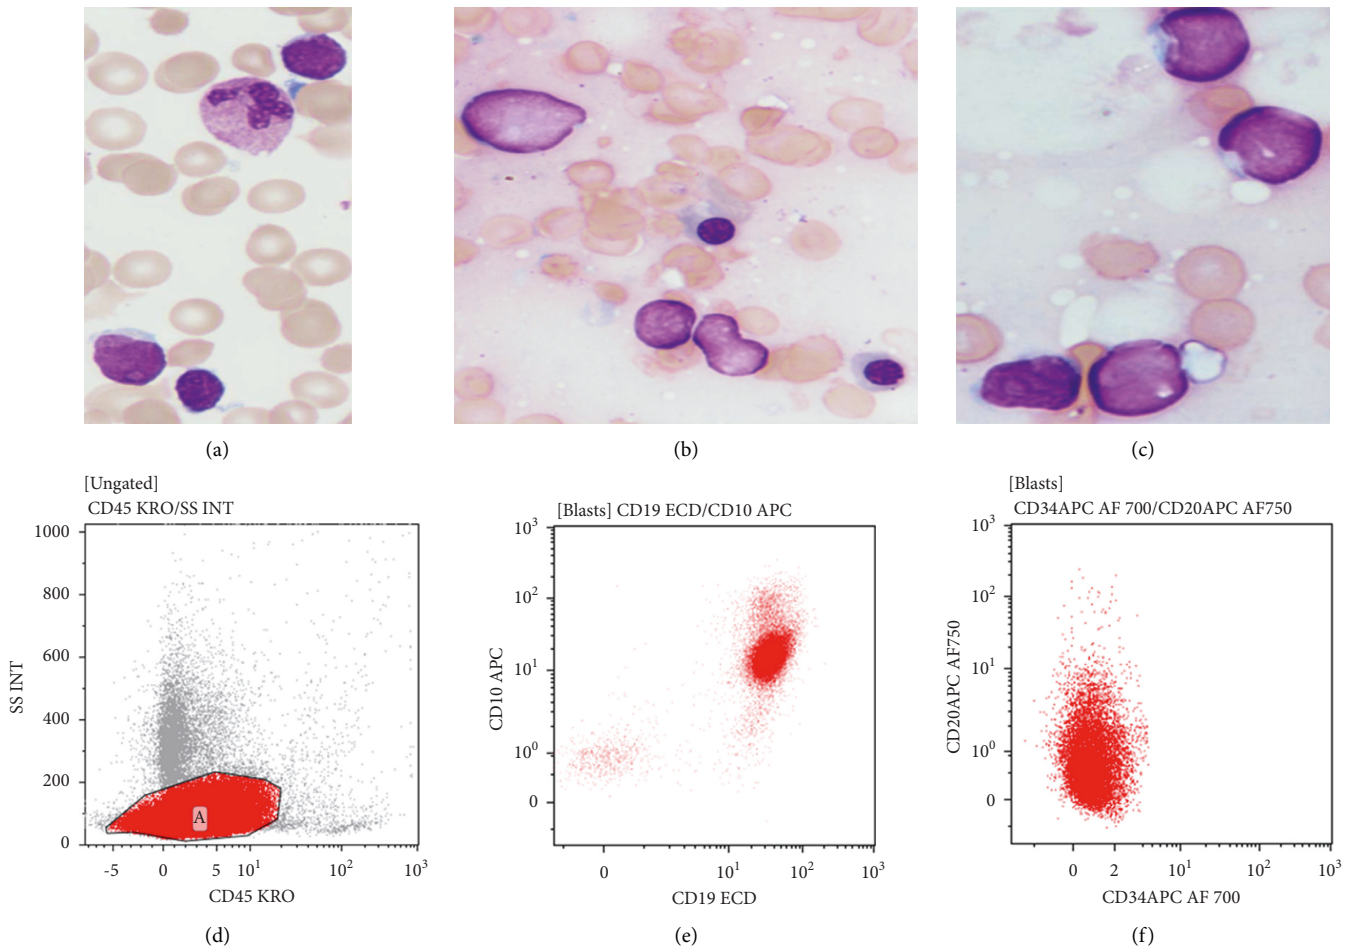 (a)
(b)
(c)
[Ungated]
CD45 KRO/SS INT
1000
800
600
400
200
0
SS INT
A
-5
0
5
10¹
10²
10³
CD45 KRO
(d)
[Blasts] CD19 ECD/CD10 APC
10³
10²
10¹
10⁰
0
CD10 APC
0
10¹
10²
10³
CD19 ECD
(e)
[Blasts]
CD34APC AF 700/CD20APC AF750
10³
10²
10¹
10⁰
0
CD20APC AF750
0
2
10¹
10²
10³
CD34APC AF 700
(f)